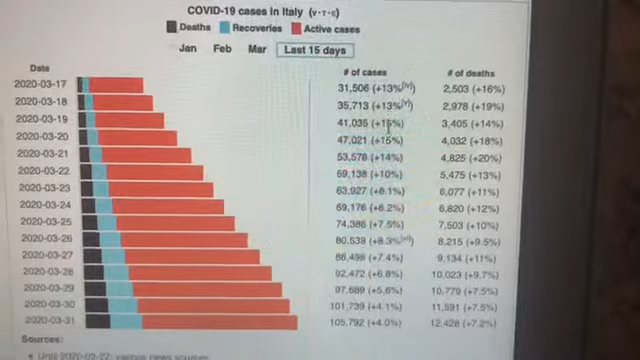 COVID-19 cases in Italy (v·t·e)
Deaths Recoveries Active cases
Jan Feb Mar Last 15 days
Date # of cases # of deaths
2020-03-17 31,506 (+13%) 2,503 (+16%)
2020-03-18 35,713 (+13%) 2,978 (+19%)
2020-03-19 41,035 3,405 (+14%)
2020-03-20 47,021 (+15%) 4,032 (+18%)
2020-03-21 53,578 (+14%) 4,825 (+20%)
2020-03-22 59,138 (+10%) 5,475 (+13%)
2020-03-23 63,927 (+8.1%) 6,077 (+11%)
2020-03-24 69,176 (+8.2%) 6,820 (+12%)
2020-03-25 74,386 (+7.5%) 7,503 (+10%)
2020-03-26 80,539 (+8.3%) 8,215 (+9.5%)
2020-03-27 86,498 (+7.4%) 9,134 (+11%)
2020-03-28 92,472 (+6.8%) 10,023 (+9.7%)
2020-03-29 97,689 (+5.6%) 10,779 (+7.5%)
2020-03-30 101,739 (+4.1%) 11,591 (+7.5%)
2020-03-31 105,792 (+4.0%) 12,428 (+7.2%)
Sources: